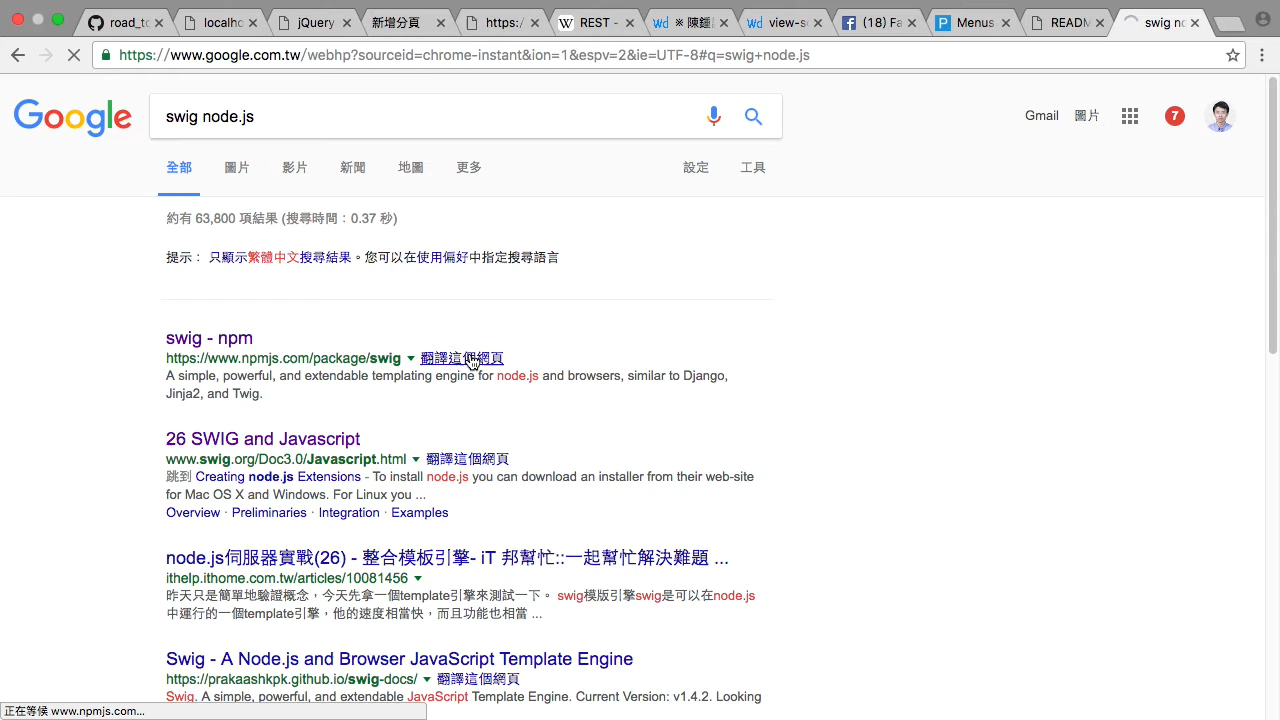 road_to
localho
jQuery
新增分頁
https:/
REST -
※ 陳鍾
view-so
(18) Fa
Menus
READM
swig no
https://www.google.com.tw/webhp?sourceid=chrome-instant&ion=1&espv=2&ie=UTF-8#q=swig+node.js
Google
swig node.js
Gmail
圖片
7
全部
圖片
影片
新聞
地圖
更多
設定
工具
約有 63,800 項結果 (搜尋時間：0.37 秒)
提示： 只顯示繁體中文搜尋結果。您可以在使用偏好中指定搜尋語言
swig - npm
https://www.npmjs.com/package/swig 翻譯這個網頁
A simple, powerful, and extendable templating engine for node.js and browsers, similar to Django,
Jinja2, and Twig.
26 SWIG and Javascript
www.swig.org/Doc3.0/Javascript.html 翻譯這個網頁
跳到 Creating node.js Extensions - To install node.js you can download an installer from their web-site
for Mac OS X and Windows. For Linux you ...
Overview · Preliminaries · Integration · Examples
node.js伺服器實戰(26) - 整合模板引擎- iT 邦幫忙::一起幫忙解決難題 ...
ithelp.ithome.com.tw/articles/10081456
昨天只是簡單地驗證概念，今天先拿一個template引擎來測試一下。 swig模版引擎swig是可以在node.js
中運行的一個template引擎，他的速度相當快，而且功能也相當 ...
Swig - A Node.js and Browser JavaScript Template Engine
https://prakaashkpk.github.io/swig-docs/ 翻譯這個網頁
Swig. A simple, powerful, and extendable JavaScript Template Engine. Current Version: v1.4.2. Looking
正在等候 www.npmjs.com...